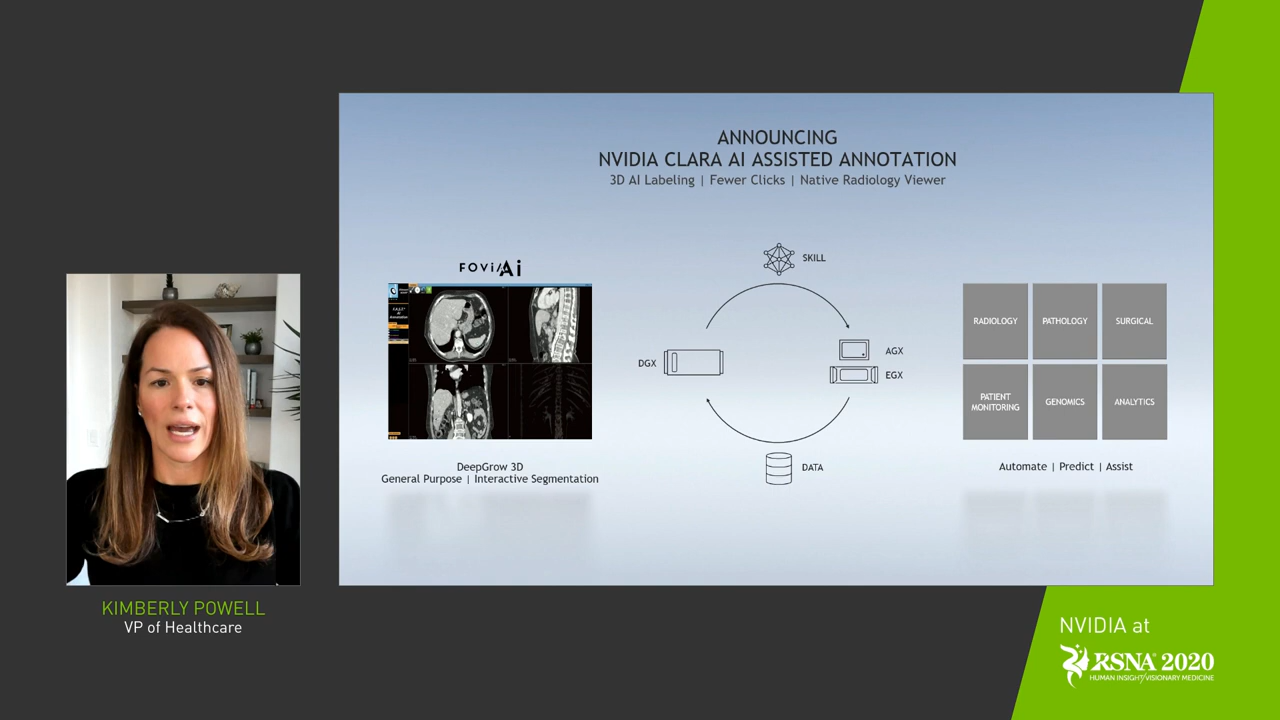 ANNOUNCING
NVIDIA CLARA AI ASSISTED ANNOTATION
3D AI Labeling | Fewer Clicks | Native Radiology Viewer
FOVIA Ai
DeepGrow 3D
General Purpose | Interactive Segmentation
SKILL
DGX
AGX
EGX
DATA
RADIOLOGY
PATHOLOGY
SURGICAL
PATIENT
MONITORING
GENOMICS
ANALYTICS
Automate | Predict | Assist
KIMBERLY POWELL
VP of Healthcare
NVIDIA at
RSNA® 2020
HUMAN INSIGHT/VISIONARY MEDICINE